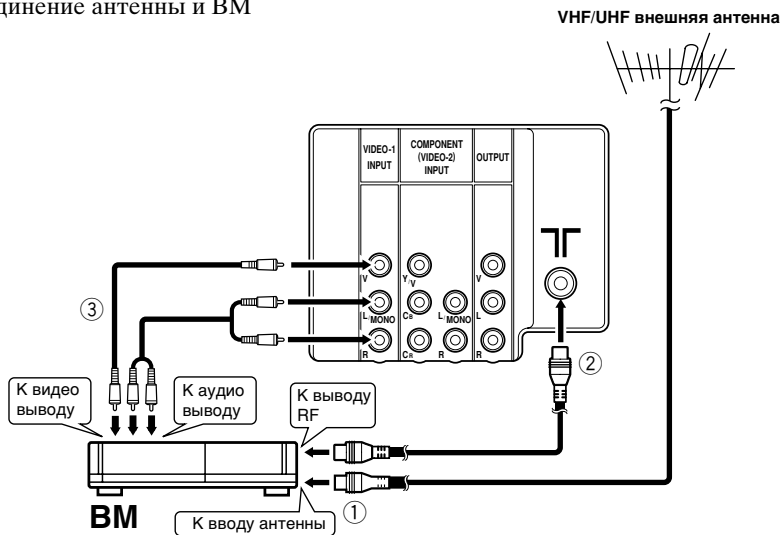 динение антенны и ВМ
VHF/UHF внешняя антенна
VIDEO-1
INPUT
COMPONENT
(VIDEO-2)
INPUT
OUTPUT
V
Y/V
V
L/MONO
CB
L/MONO
L
R
CR
R
R
③
②
К видео
выводу
К аудио
выводу
К выводу
RF
ВМ
К вводу антенны
①